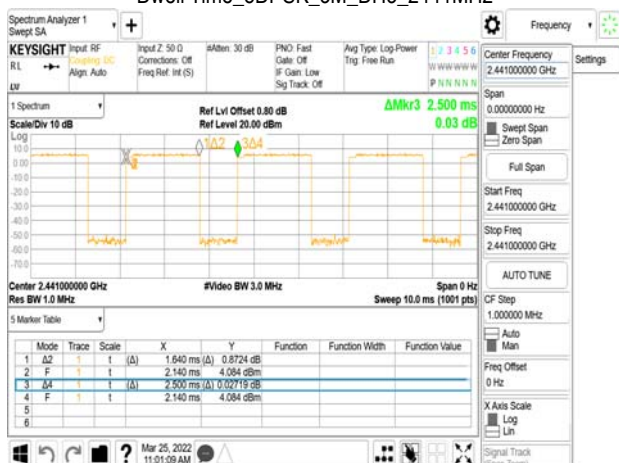 Spectrum Analyzer 1
Swept SA
Frequency
KEYSIGHT
RL
Input: RF
Coupling: DC
Align: Auto
Input Z: 50 Ω
Corrections: Off
Freq Ref: Int (S)
#Atten: 30 dB
PNO: Fast
Gate: Off
IF Gain: Low
Sig Track: Off
Avg Type: Log-Power
Trig: Free Run
1 2 3 4 5 6
W W W W W W
P N N N N N
1 Spectrum
Scale/Div 10 dB
Log
Ref Lvl Offset 0.80 dB
Ref Level 20.00 dBm
ΔMkr3 2.500 ms
0.03 dB
10.0
0.00
-10.0
-20.0
-30.0
-40.0
-50.0
-60.0
-70.0
1Δ2
3Δ4
Center 2.441000000 GHz
Res BW 1.0 MHz
#Video BW 3.0 MHz
Span 0 Hz
Sweep 10.0 ms (1001 pts)
5 Marker Table
Mode Trace Scale X Y Function Function Width Function Value
1 Δ2 1 t (Δ) 1.640 ms (Δ) 0.8724 dB
2 F 1 t 2.140 ms 4.084 dBm
3 Δ4 1 t (Δ) 2.500 ms (Δ) 0.02719 dB
4 F 1 t 2.140 ms 4.084 dBm
5
6
Mar 25, 2022
11:01:09 AM
Center Frequency
2.441000000 GHz
Settings
Span
0.00000000 Hz
Swept Span
Zero Span
Full Span
Start Freq
2.441000000 GHz
Stop Freq
2.441000000 GHz
AUTO TUNE
CF Step
1.000000 MHz
Auto
Man
Freq Offset
0 Hz
X Axis Scale
Log
Lin
Signal Track